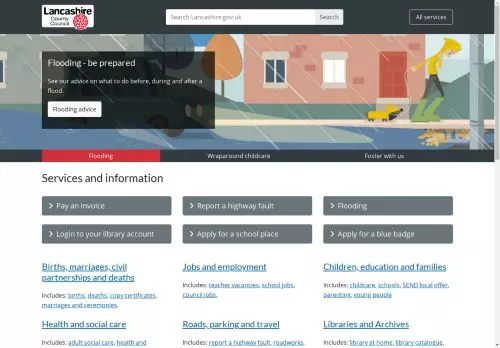 Lancashire
County
Council
Search Lancashire.gov.uk
Search
All services
Flooding - be prepared
See our advice on what to do before, during and after a
flood.
Flooding advice
Flooding
Wraparound childcare
Foster with us
Services and information
Pay an invoice
Report a highway fault
Flooding
Login to your library account
Apply for a school place
Apply for a blue badge
Births, marriages, civil
partnerships and deaths
Includes: births, deaths, copy certificates,
marriages and ceremonies.
Jobs and employment
Includes: teacher vacancies, school jobs,
council jobs.
Children, education and families
Includes: childcare, schools, SEND local offer,
parenting, young people
Health and social care
Includes: adult social care, health and
Roads, parking and travel
Includes: report a highway fault, roadworks,
Libraries and Archives
Includes: library at home, library catalogue,